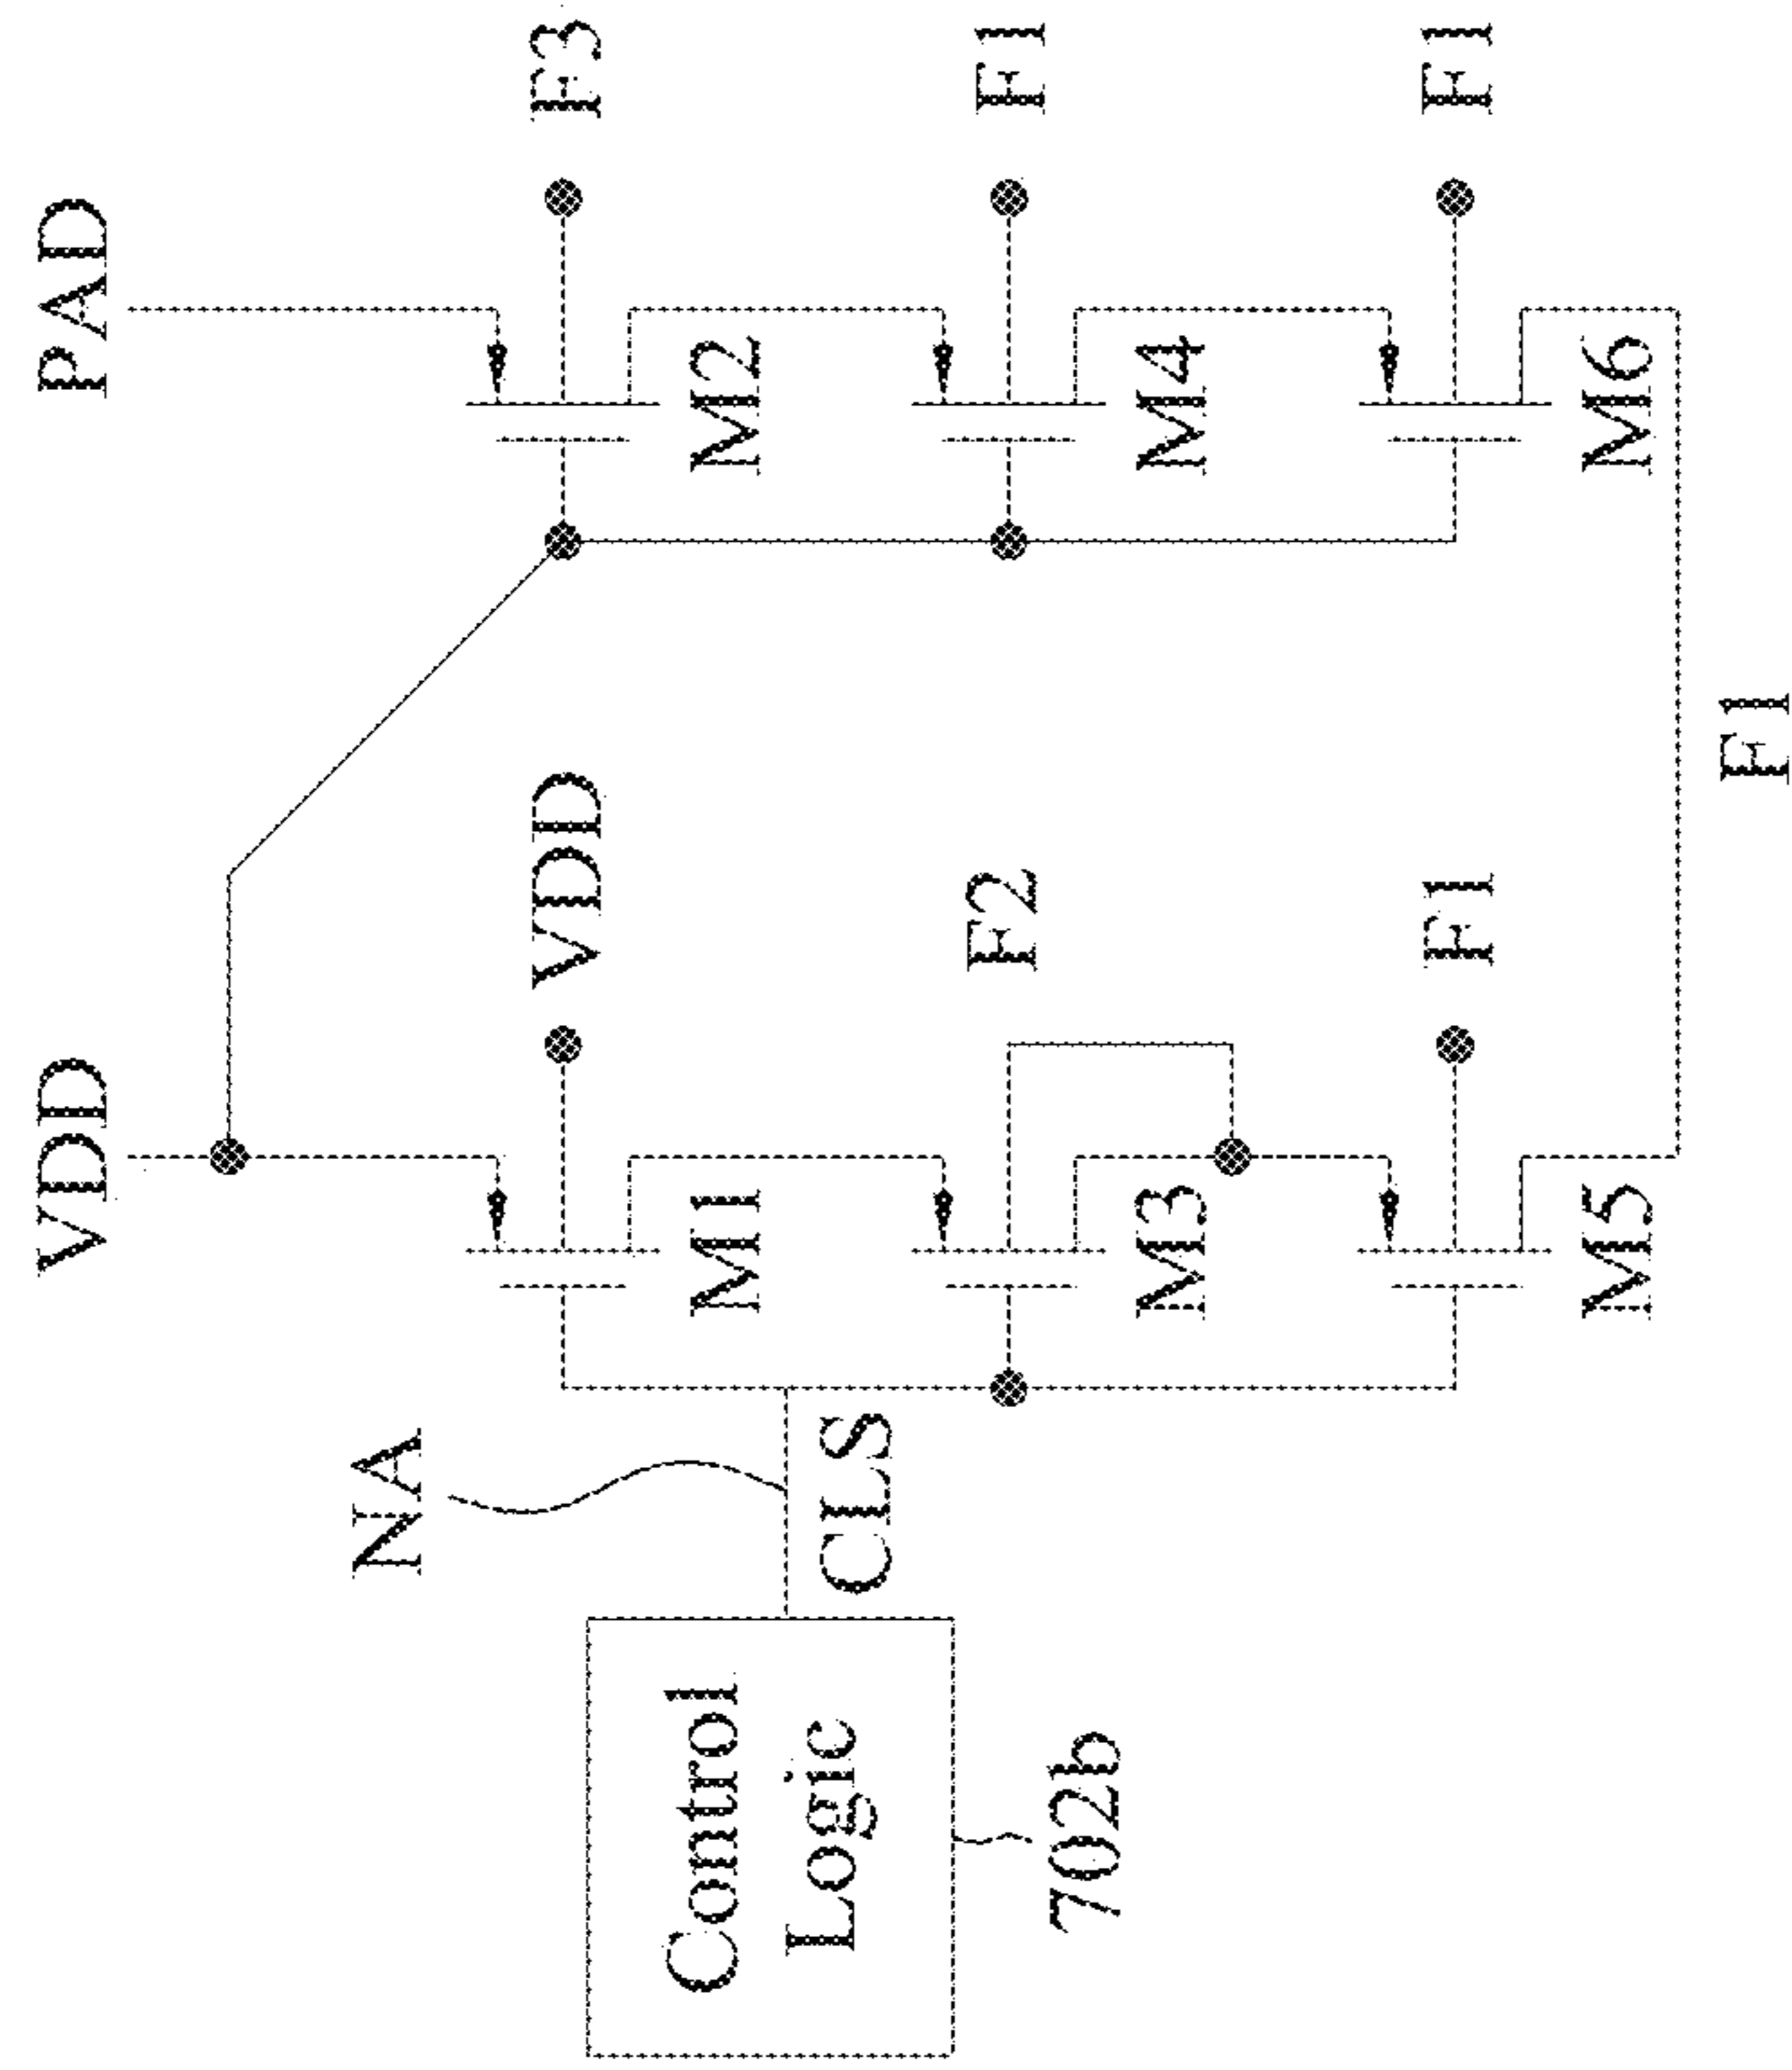 VDD
PAD
NA
Control
Logic
CLS
702b
M1
VDD
M2
F3
M3
F2
M4
F1
M5
F1
M6
F1
F1